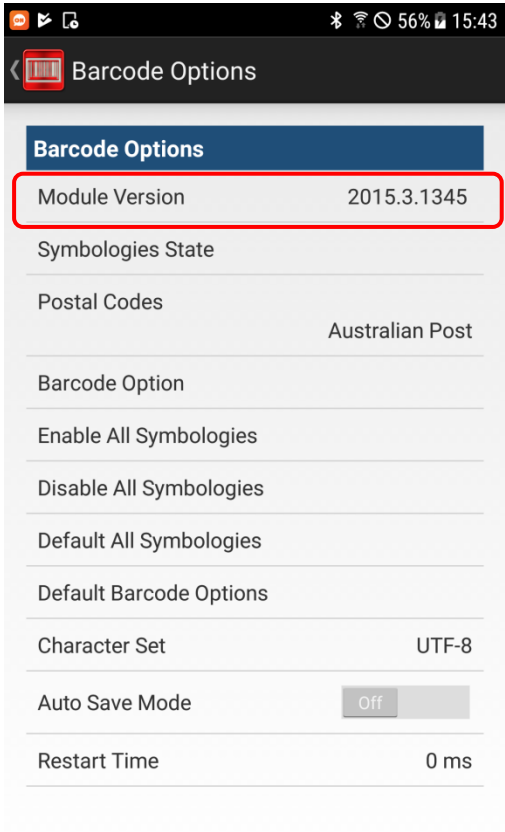 56% 15:43
Barcode Options
Barcode Options
Module Version 2015.3.1345
Symbologies State
Postal Codes
Australian Post
Barcode Option
Enable All Symbologies
Disable All Symbologies
Default All Symbologies
Default Barcode Options
Character Set UTF-8
Auto Save Mode Off
Restart Time 0 ms